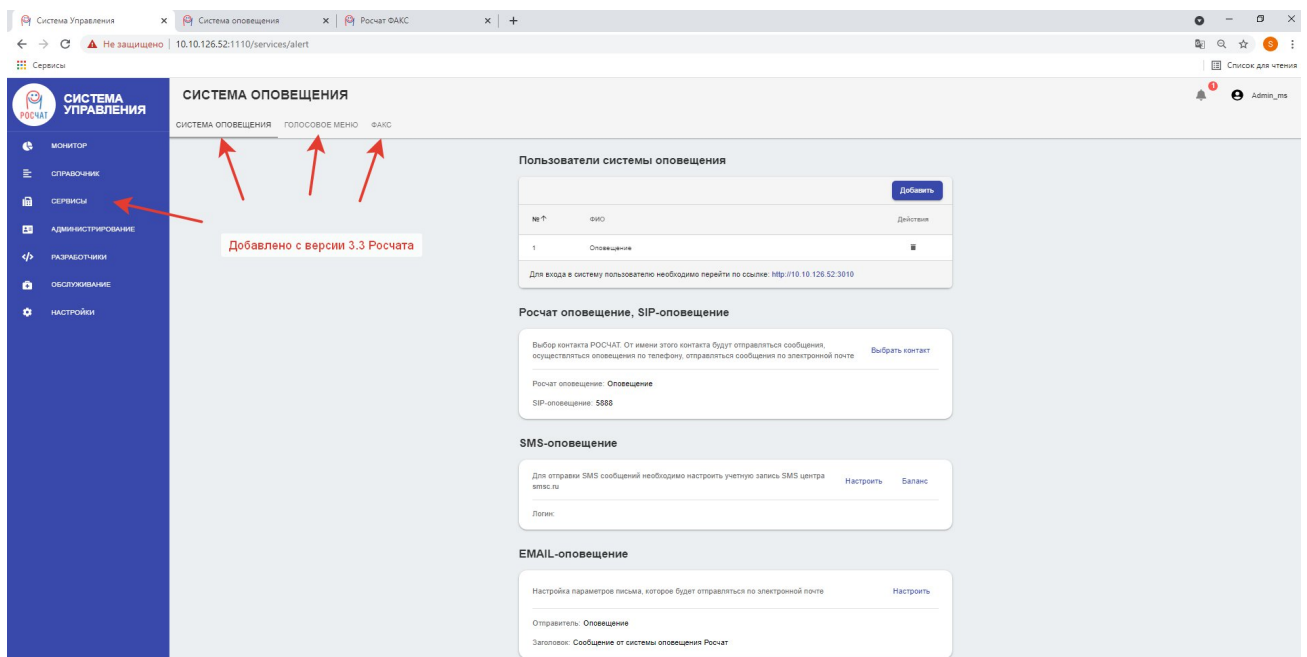 Система Управления
Система оповещения
Росчат ФАКС
Не защищено
10.10.126.52:1110/services/alert
S
Сервисы
Список для чтения
РОСЧАТ
СИСТЕМА
УПРАВЛЕНИЯ
СИСТЕМА ОПОВЕЩЕНИЯ
1
Admin_ms
СИСТЕМА ОПОВЕЩЕНИЯ ГОЛОСОВОЕ МЕНЮ ФАКС
МОНИТОР
СПРАВОЧНИК
СЕРВИСЫ
АДМИНИСТРИРОВАНИЕ
РАЗРАБОТЧИКИ
ОБСЛУЖИВАНИЕ
НАСТРОЙКИ
Добавлено с версии 3.3 Росчата
Пользователи системы оповещения
Добавить
№ ФИО Действия
1 Оповещение
Для входа в систему пользователю необходимо перейти по ссылке: http://10.10.126.52:3010
Росчат оповещение, SIP-оповещение
Выбор контакта РОСЧАТ. От имени этого контакта будут отправляться сообщения,
осуществляться оповещения по телефону, отправляться сообщения по электронной почте
Выбрать контакт
Росчат оповещение: Оповещение
SIP-оповещение: 5888
SMS-оповещение
Для отправки SMS сообщений необходимо настроить учетную запись SMS центра
smsc.ru
Настроить Баланс
Логин:
EMAIL-оповещение
Настройка параметров письма, которое будет отправляться по электронной почте
Настроить
Отправитель: Оповещение
Заголовок: Сообщение от системы оповещения Росчат